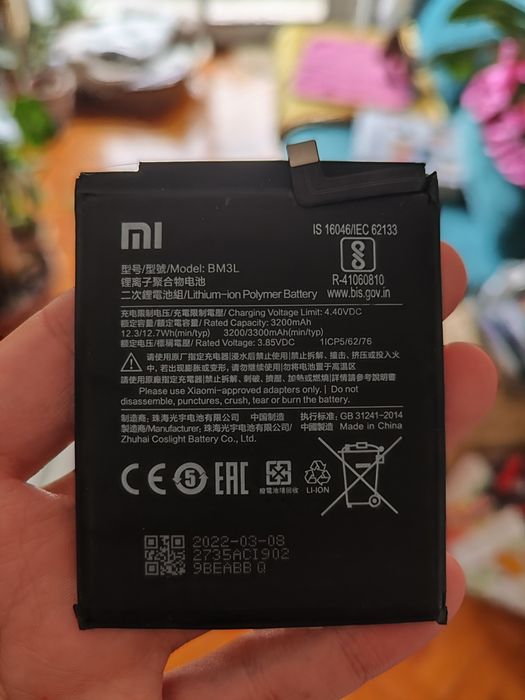 mi
IS 16046/IEC 62133
R-41060810
www.bis.gov.in
型号/型號/Model: BM3L
锂离子聚合物电池
二次鋰電池組/Lithium-ion Polymer Battery
充电限制电压/充電限制電壓/Charging Voltage Limit: 4.40VDC
额定容量/額定電容量/Rated Capacity: 3200mAh
12.3/12.7Wh(min/typ) 3200/3300mAh(min/typ)
额定电压/標稱電壓/Rated Voltage: 3.85VDC 1ICP5/62/76
请使用原厂指定充电器|浸水后禁止使用|禁止拆解、撞击、挤压或投入火
中，若出现膨胀或变形，请勿继续使用|勿将电池置于高温区
請使用原廠指定充電器|禁止拆解、刺破、擠壓、加熱或燃燒|詳情請參考說明書
Please use Xiaomi-approved adapters only. | Do not
disassemble, punctures, crush, tear or burn the battery.
制造商：珠海光宇电池有限公司 中国制造 执行标准: GB 31241-2014
製造商/Manufacturer: 珠海光宇電池有限公司 中國製造 Made in China
Zhuhai Coslight Battery Co., Ltd.
CE 5 EAC
廢電池請回收 LI-ION
2022-03-08
2735ACI902
9BEABB Q